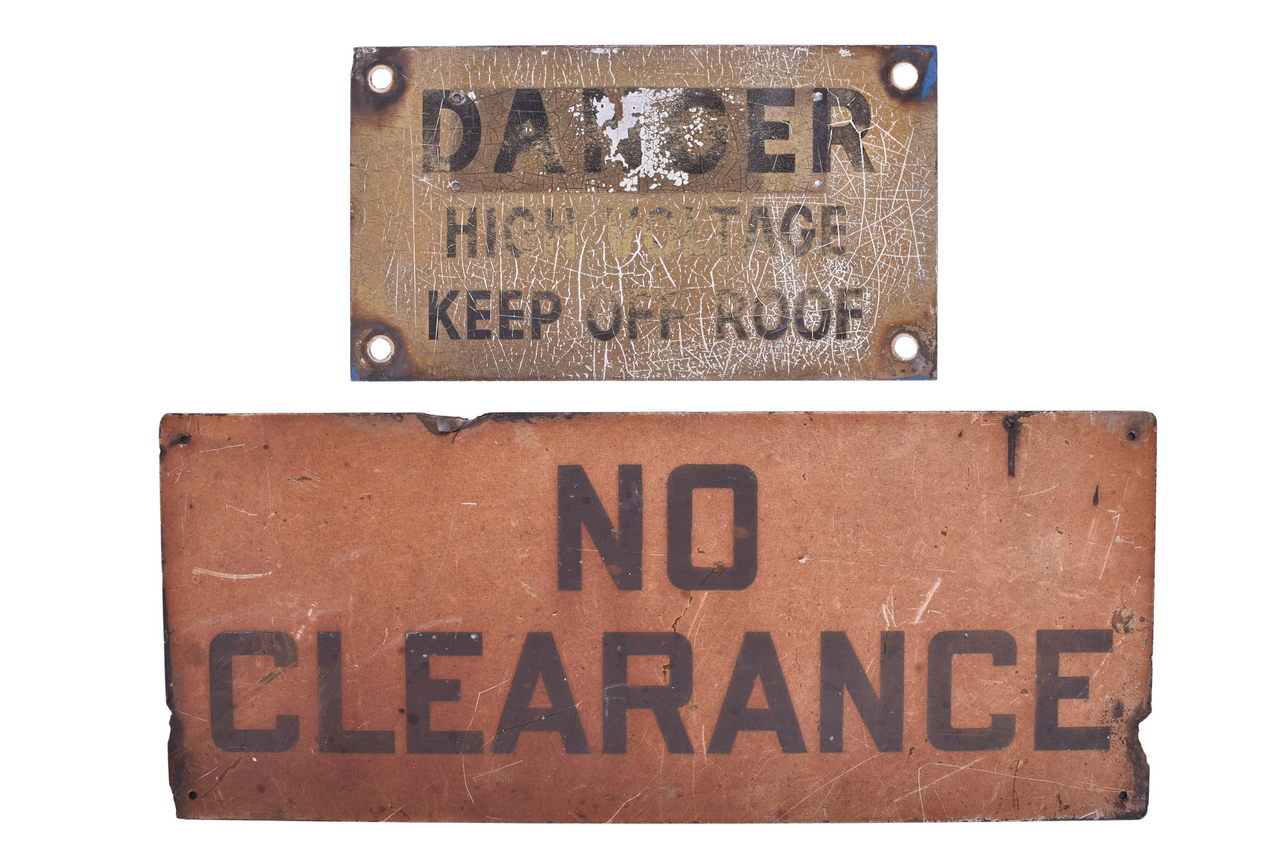 DANGER
HIGH VOLTAGE
KEEP OFF ROOF
NO
CLEARANCE